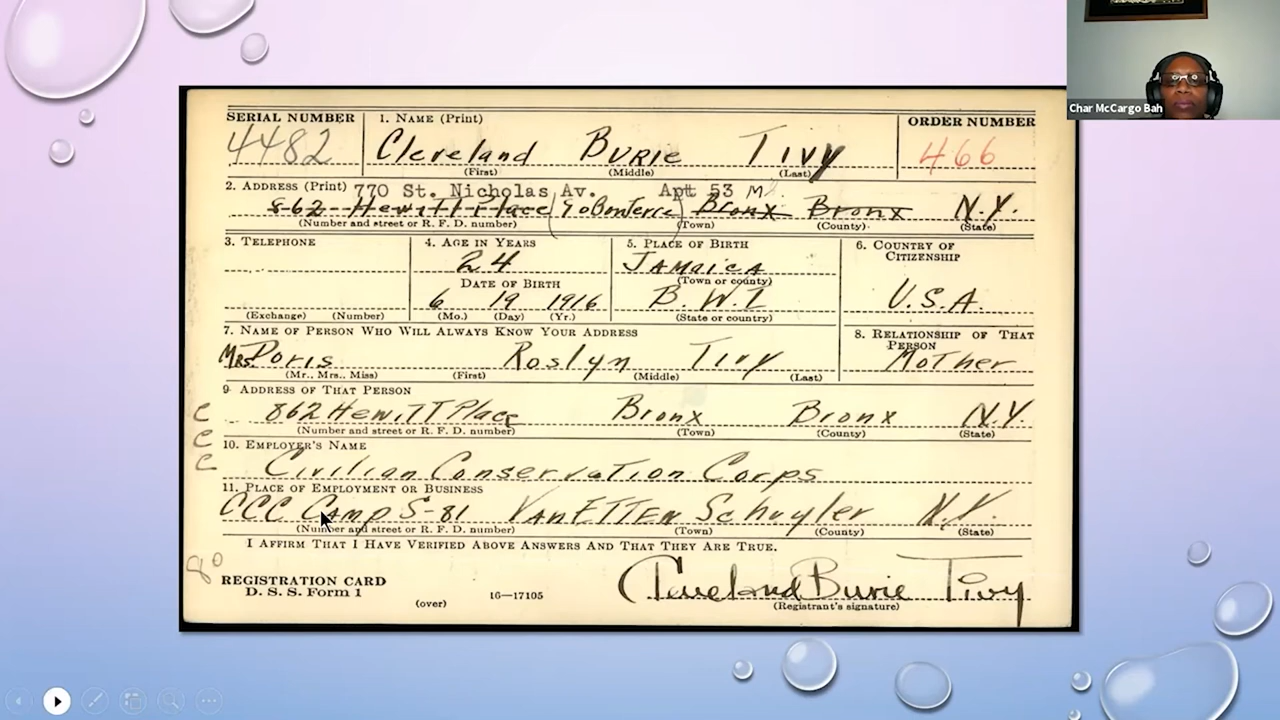 Char McCargo Bah
SERIAL NUMBER 1. NAME (Print) ORDER NUMBER
4482 Cleveland BURIE TIVY 466
(First) (Middle) (Last)
2. ADDRESS (Print) 770 St. Nicholas Av. Apt 53 M
862 Hewitt Place Bronx Bronx N.Y.
(Number and street or R. F. D. number) (Town) (County) (State)
3. TELEPHONE 4. AGE IN YEARS 5. PLACE OF BIRTH 6. COUNTRY OF CITIZENSHIP
24 JAMAICA
DATE OF BIRTH (Town or county)
6 19 1916 B.W.I U.S.A.
(Exchange) (Number) (Mo.) (Day) (Yr.) (State or country)
7. NAME OF PERSON WHO WILL ALWAYS KNOW YOUR ADDRESS 8. RELATIONSHIP OF THAT PERSON
Mrs. Doris Roslyn Tivy Mother
(Mr., Mrs., Miss) (First) (Middle) (Last)
9. ADDRESS OF THAT PERSON
862 Hewitt Place Bronx Bronx N.Y.
(Number and street or R. F. D. number) (Town) (County) (State)
10. EMPLOYER'S NAME
Civilian Conservation Corps
11. PLACE OF EMPLOYMENT OR BUSINESS
CCC Camp S-81 VanEtten Schuyler N.Y.
(Number and street or R. F. D. number) (Town) (County) (State)
I AFFIRM THAT I HAVE VERIFIED ABOVE ANSWERS AND THAT THEY ARE TRUE.
C
C
C
80
REGISTRATION CARD
D. S. S. Form 1 (over) 16—17105
Cleveland Burie Tivy
(Registrant's signature)